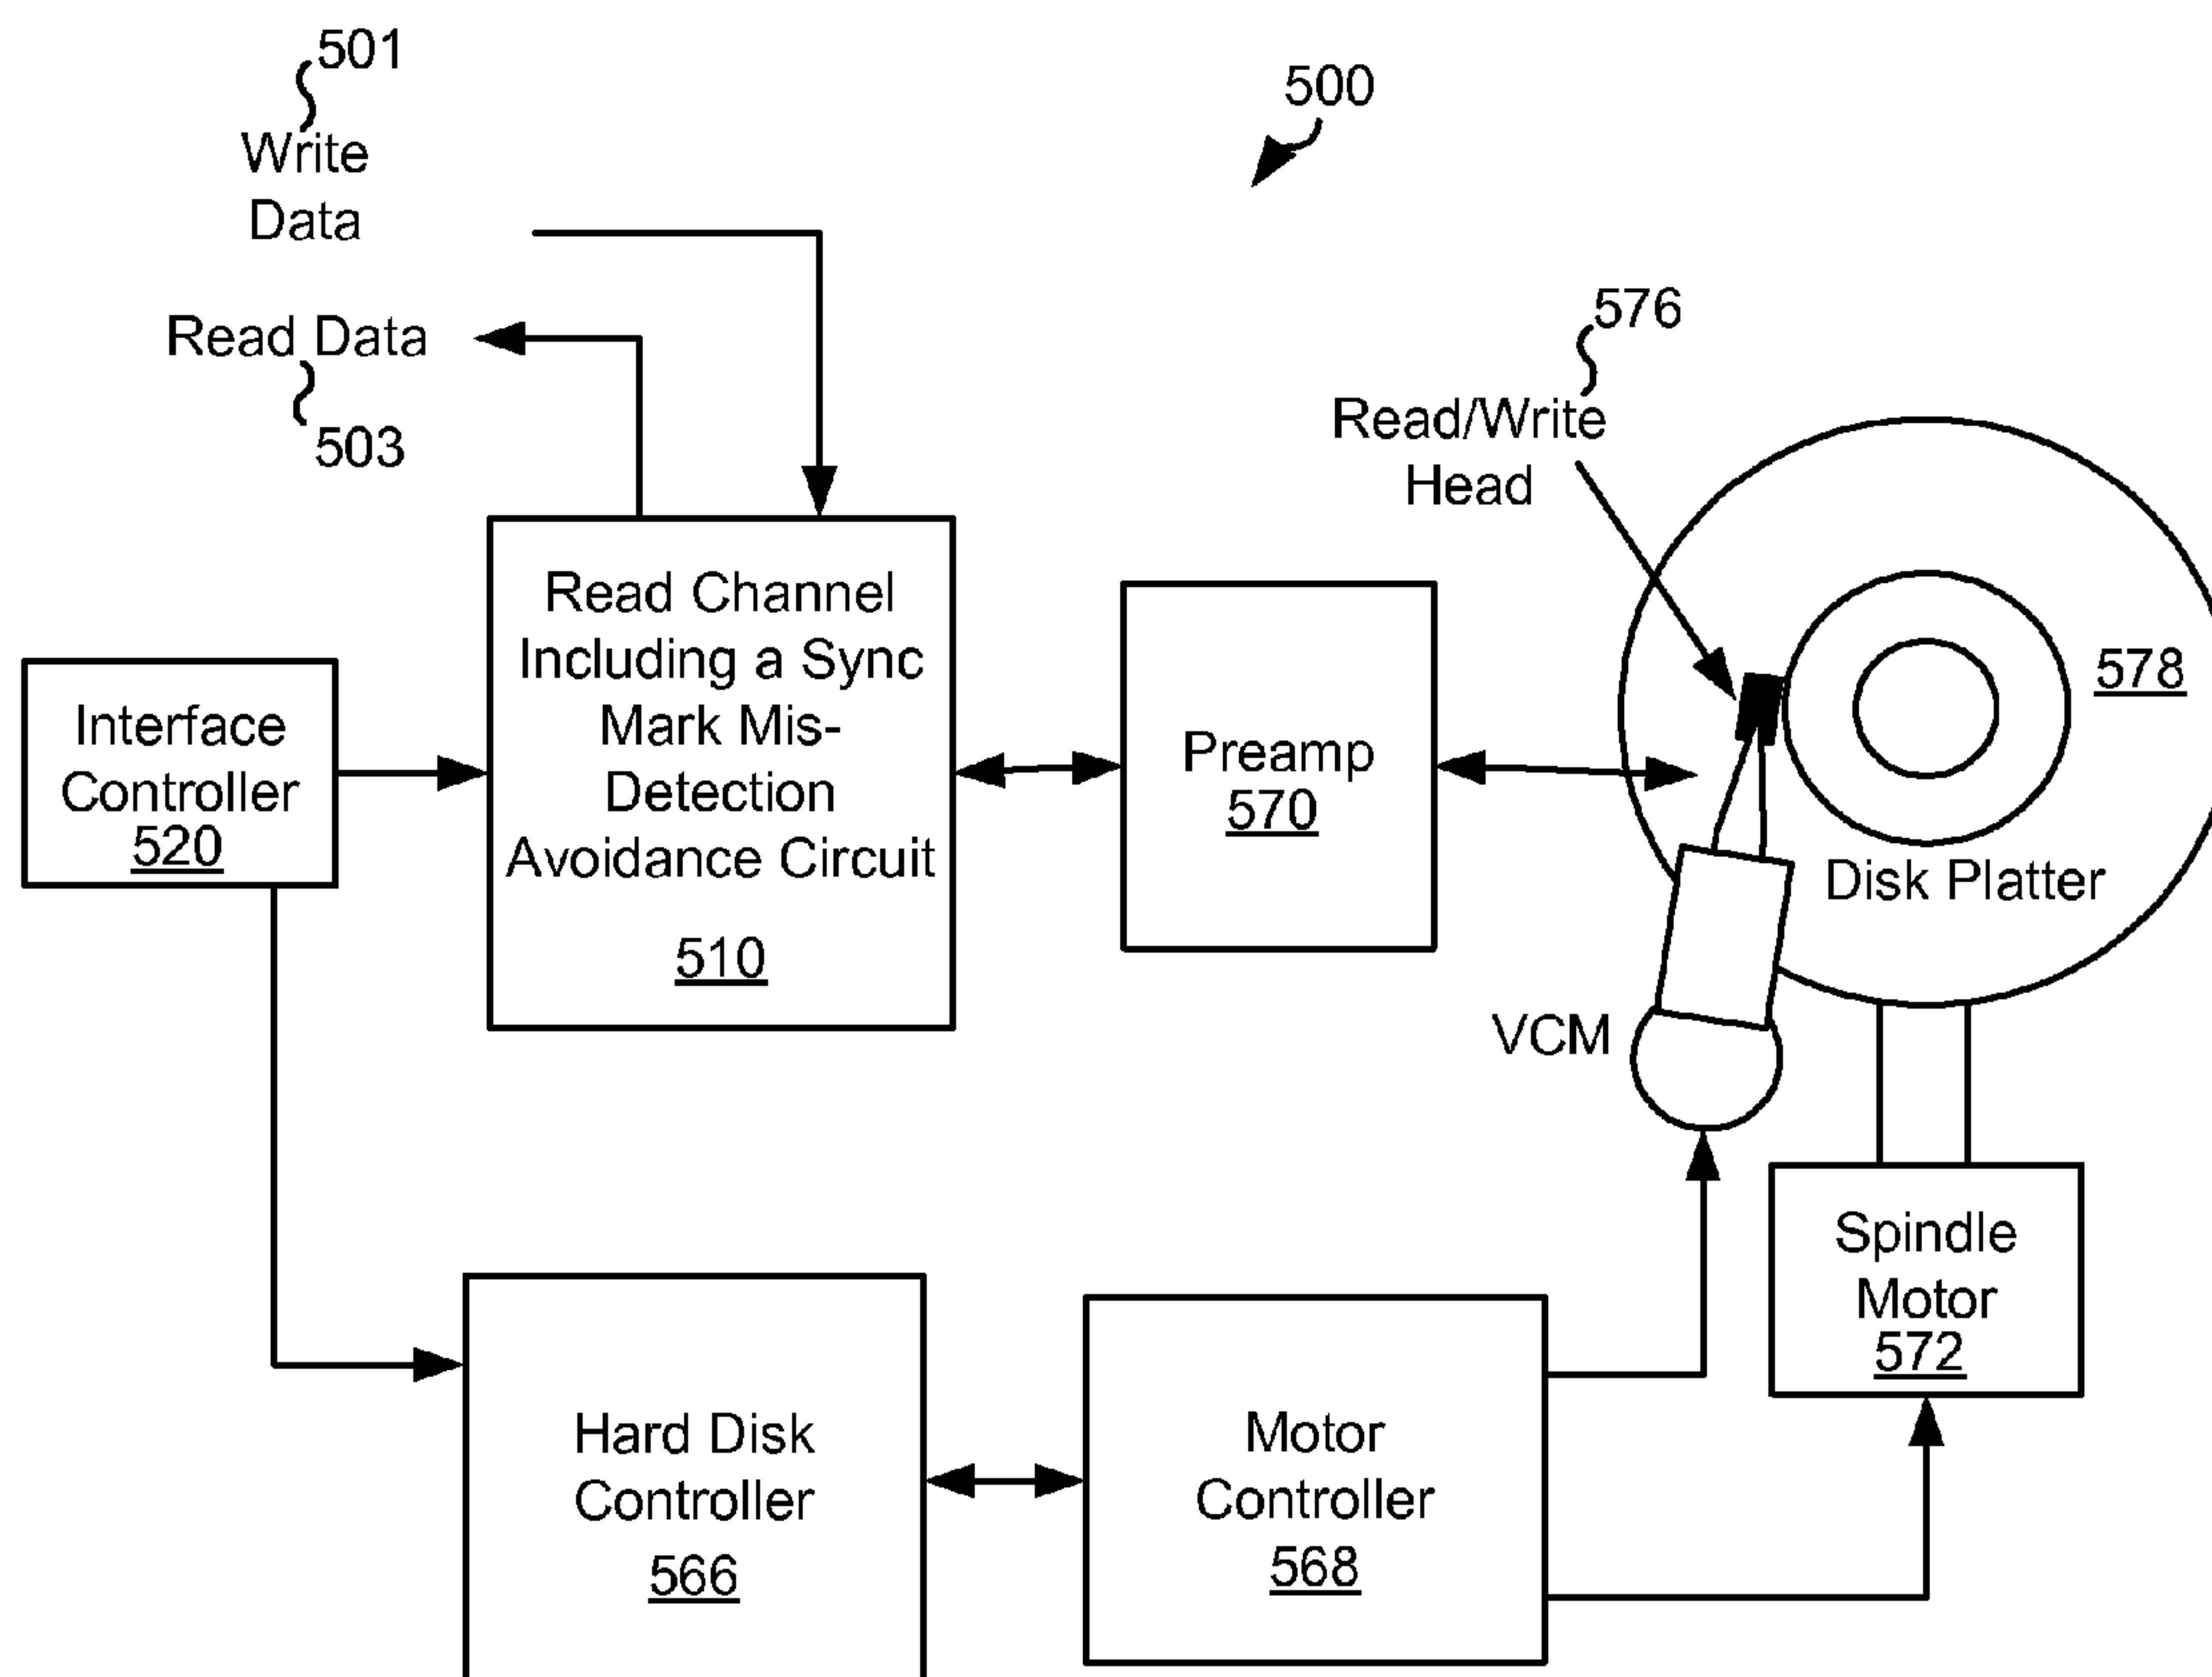 501
Write
Data
500
Read Data
503
576
Read/Write
Head
Read Channel
Including a Sync
Mark Mis-
Detection
Avoidance Circuit
510
Interface
Controller
520
Preamp
570
578
Disk Platter
VCM
Spindle
Motor
572
Hard Disk
Controller
566
Motor
Controller
568